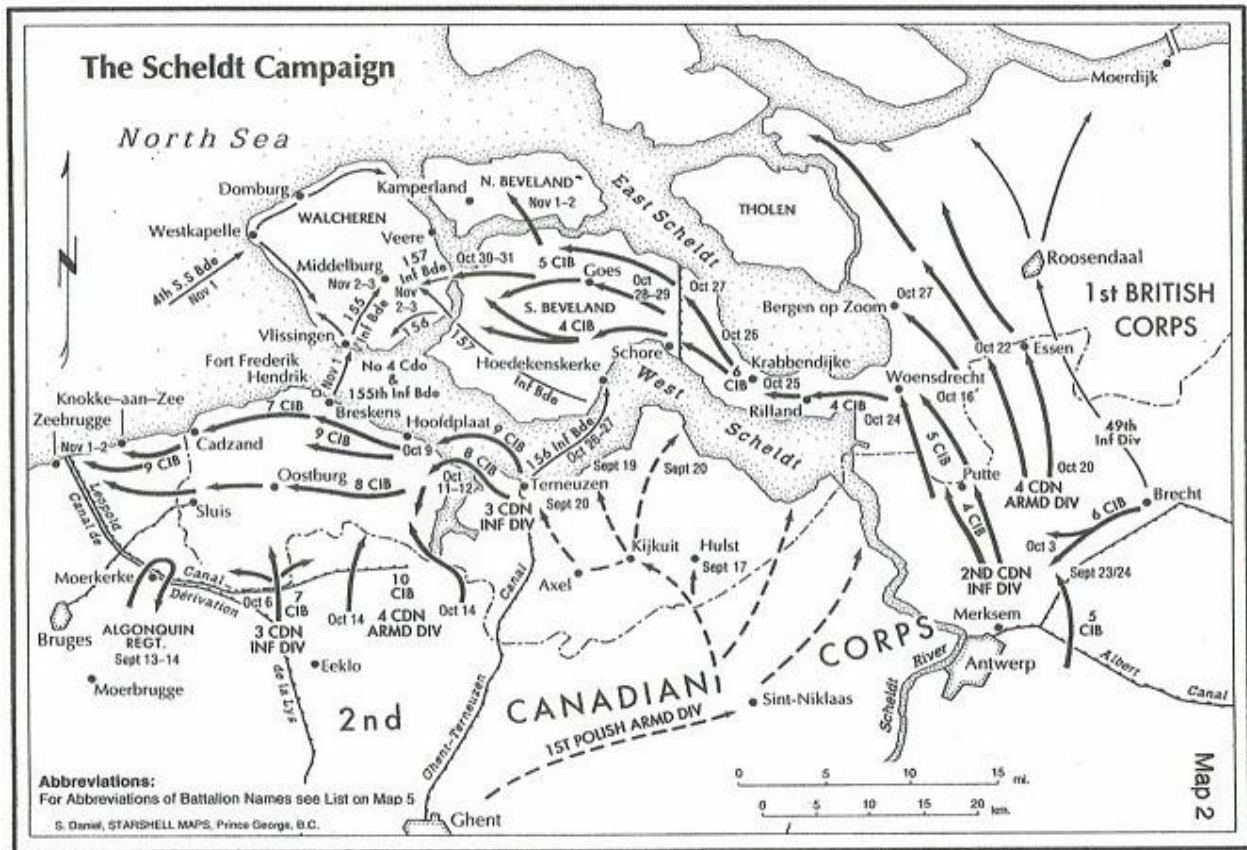 The Scheldt Campaign
North Sea
Moerdijk
Domburg
Kamperland
N. BEVELAND
Nov 1–2
East Scheldt
THOLEN
WALCHEREN
Westkapelle
Veere
4th S.S Bde
Nov 1
Middelburg
Nov 2–3
157
Inf Bde
Oct 30–31
5 CIB
Goes
Oct
28–29
Oct 27
Bergen op Zoom
Oct 27
Roosendaal
1st BRITISH
CORPS
155
Inf Bde
Nov
2–3
156
157
Inf Bde
S. BEVELAND
4 CIB
Oct 26
Vlissingen
Hoedekenskerke
Schore
6
CIB
Krabbendijke
Oct 25
Oct 22
Essen
Fort Frederik
Hendrik
Nov 1
No 4 Cdo
&
155th Inf Bde
West
Scheldt
Rilland
4 CIB
Woensdrecht
Oct 24
Oct 16
Knokke–aan–Zee
Zeebrugge
Nov 1–2
7 CIB
Breskens
Hoofdplaat
9 CIB
Cadzand
9 CIB
9 CIB
Oct 9
156 Inf Bde
Oct 26–27
49th
Inf Div
5 CIB
4 CIB
Putte
4 CDN
ARMD DIV
Oct 20
Brecht
6 CIB
Oct 3
Sept 19
Sept 20
Oostburg
8 CIB
8 CIB
Oct
11–12
Terneuzen
Sept 20
3 CDN
INF DIV
Sluis
Leopold
Canal de
Moerkerke
Canal
Dérivation
de la Lys
Oct 6
7
CIB
3 CDN
INF DIV
Oct 14
10
CIB
4 CDN
ARMD DIV
Oct 14
Kijkuit
Axel
Hulst
Sept 17
2ND CDN
INF DIV
Sept 23/24
5
CIB
Bruges
ALGONQUIN
REGT.
Sept 13–14
Moerbrugge
Eeklo
2nd
CANADIAN
CORPS
1ST POLISH ARMD DIV
Sint-Niklaas
Merksem
Antwerp
Scheldt
River
Albert
Canal
Ghent–Terneuzen
Canal
Ghent
Abbreviations:
For Abbreviations of Battalion Names see List on Map 5
S. Daniel, STARSHELL MAPS, Prince George, B.C.
0 5 10 15
mi.
0 5 10 15 20
km.
Map 2
N